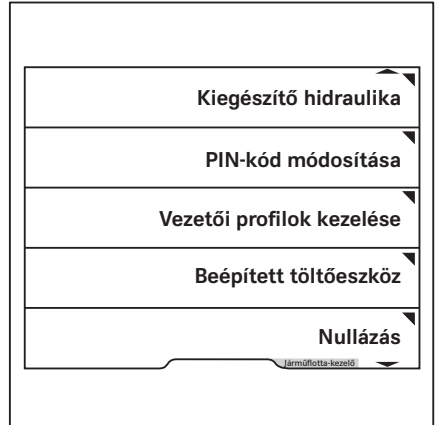 Kiegészítő hidraulika
PIN-kód módosítása
Vezetői profilok kezelése
Beépített töltőeszköz
Nullázás
Járműflotta-kezelő